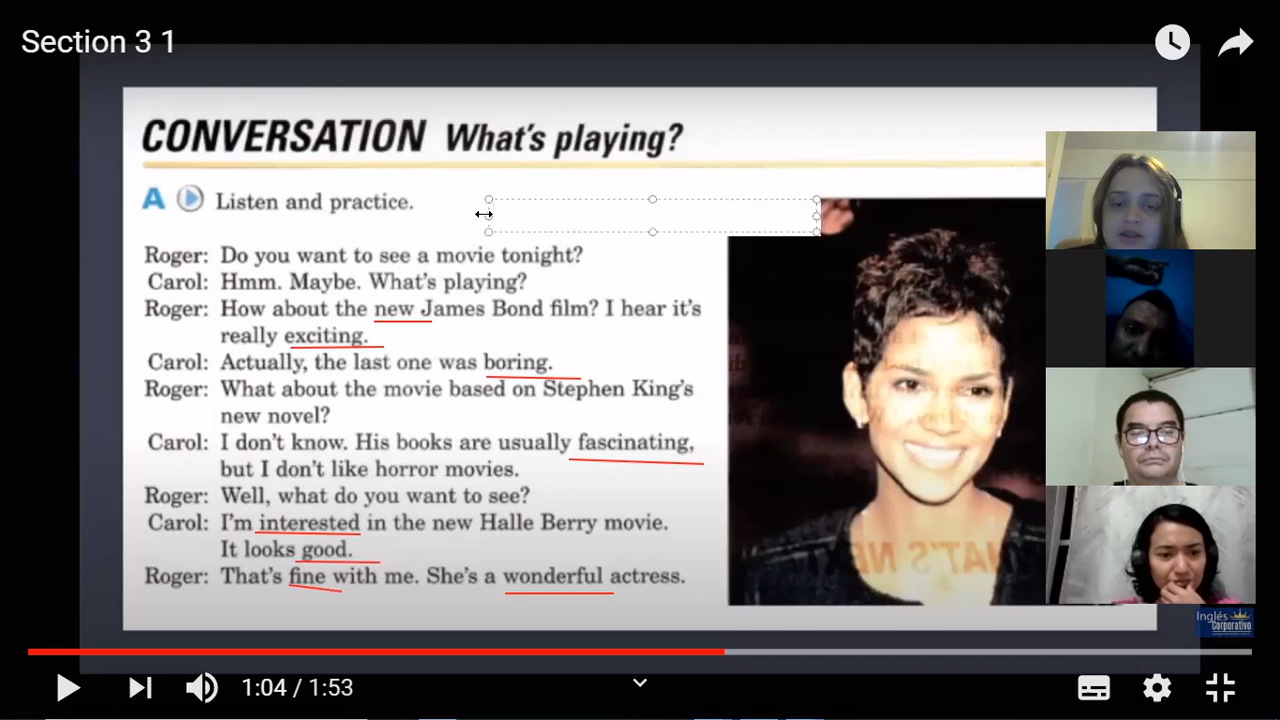 Section 3 1
CONVERSATION What's playing?
A Listen and practice.
Roger: Do you want to see a movie tonight?
Carol: Hmm. Maybe. What's playing?
Roger: How about the new James Bond film? I hear it's
really exciting.
Carol: Actually, the last one was boring.
Roger: What about the movie based on Stephen King's
new novel?
Carol: I don't know. His books are usually fascinating,
but I don't like horror movies.
Roger: Well, what do you want to see?
Carol: I'm interested in the new Halle Berry movie.
It looks good.
Roger: That's fine with me. She's a wonderful actress.
Inglés
Corporativo
1:04 / 1:53